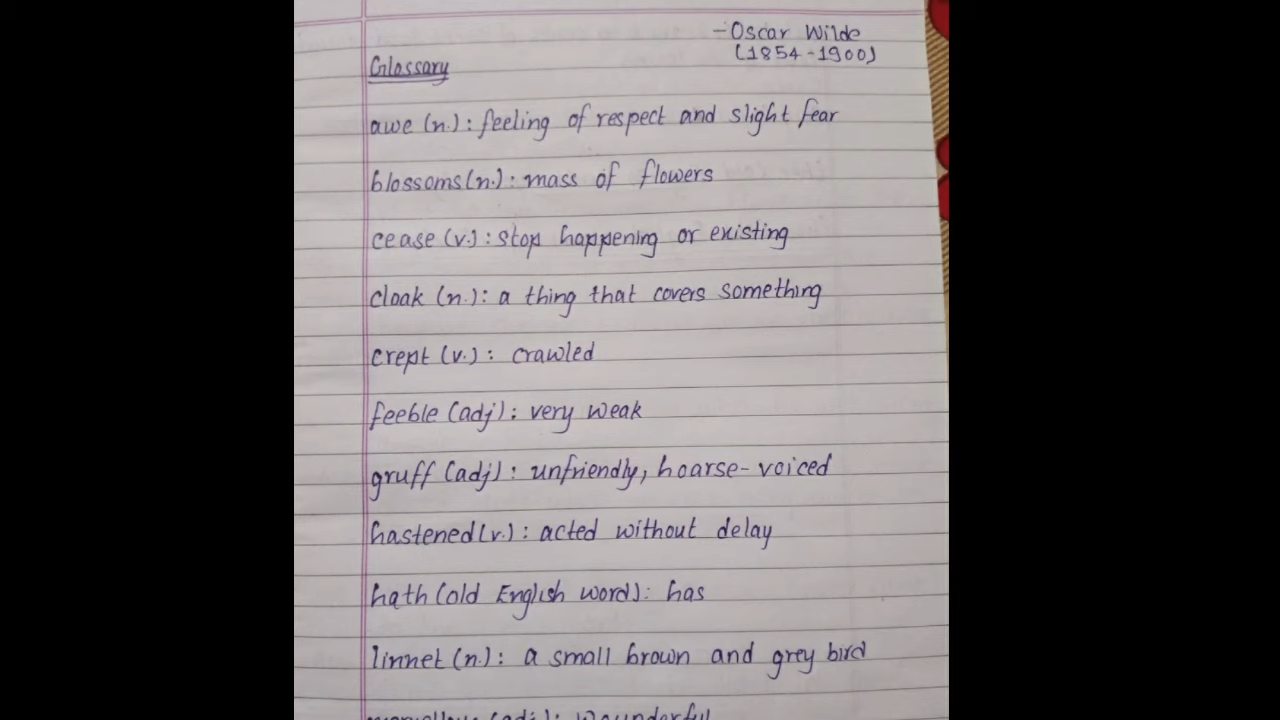 -Oscar Wilde
(1854-1900)
Glossary
awe (n.): feeling of respect and slight fear
blossoms(n.): mass of flowers
cease (v.): stop happening or existing
cloak (n.): a thing that covers something
crept (v.): crawled
feeble (adj): very weak
gruff (adj): unfriendly, hoarse-voiced
hastened(v.): acted without delay
hath (old English word): has
linnet (n.): a small brown and grey bird